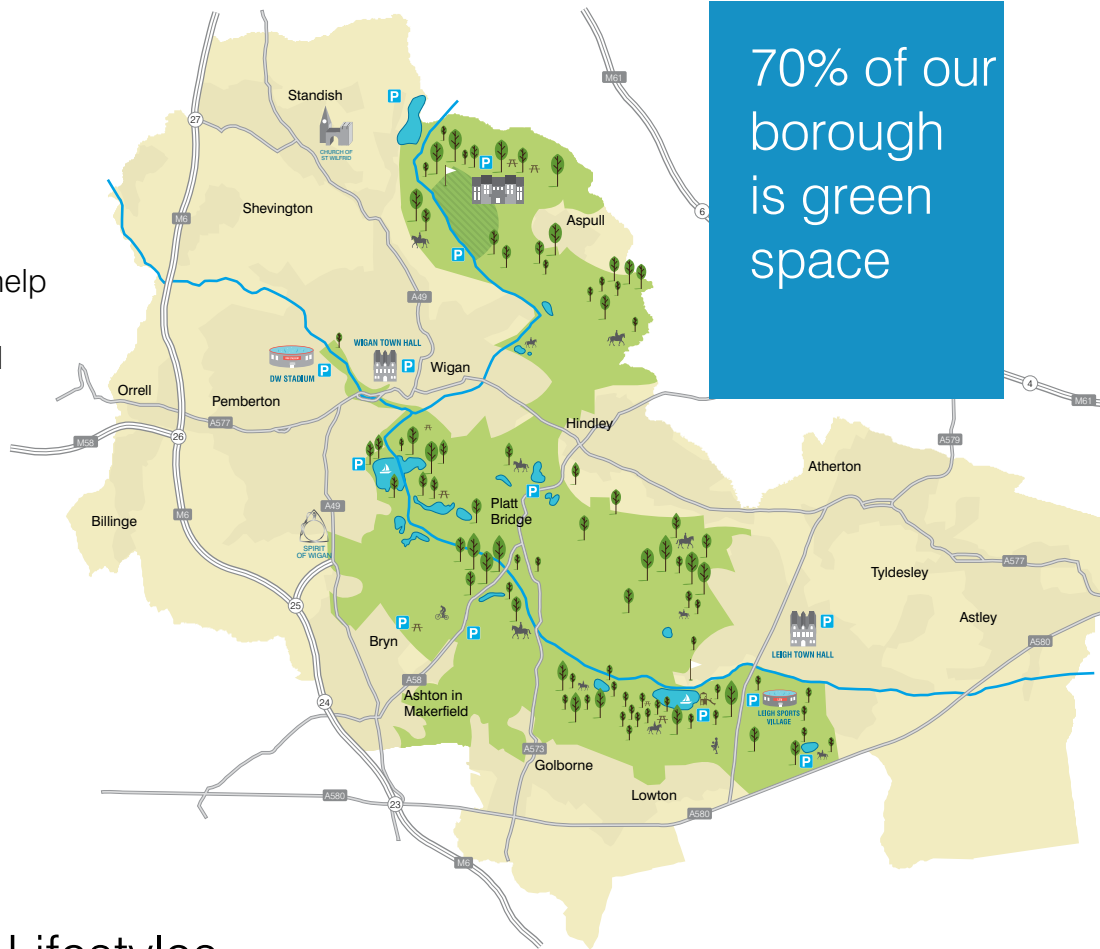 70% of our
borough
is green
space
M61
27
Standish
P
CHURCH OF
ST WILFRID
P
Shevington
M6
Aspull
6
P
help
A49
WIGAN TOWN HALL
DW STADIUM
P
P
Wigan
4
M61
Orrell
Pemberton
A577
Hindley
M58
26
A579
P
Atherton
P
A49
Platt
Bridge
Billinge
M6
SPIRIT
OF WIGAN
A577
Tyldesley
25
Astley
P
P
P
A580
Bryn
LEIGH TOWN HALL
A58
Ashton in
Makerfield
24
P
LEIGH SPORTS
VILLAGE
P
A573
P
Golborne
A580
23
Lowton
A580
M6
Lifestyles